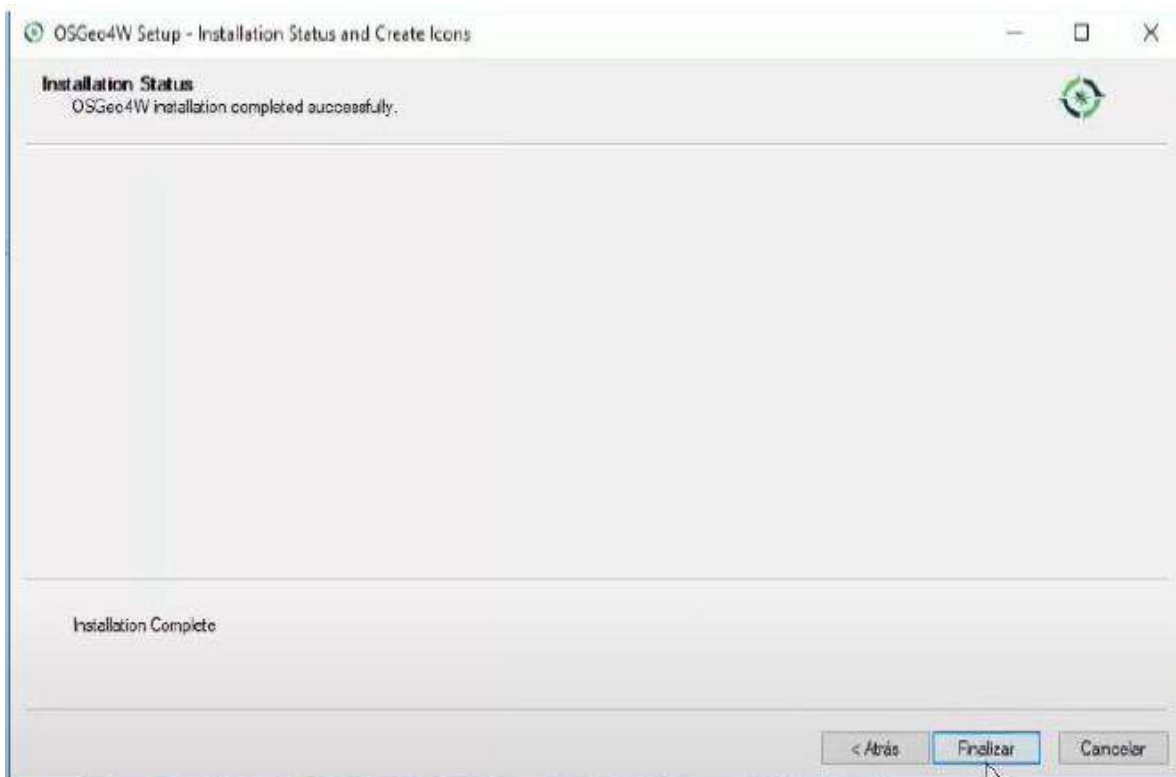 OSGeo4W Setup - Installation Status and Create Icons
Installation Status
OSGeo4W installation completed successfully.
Installation Complete
< Atrás
Finalizar
Cancelar